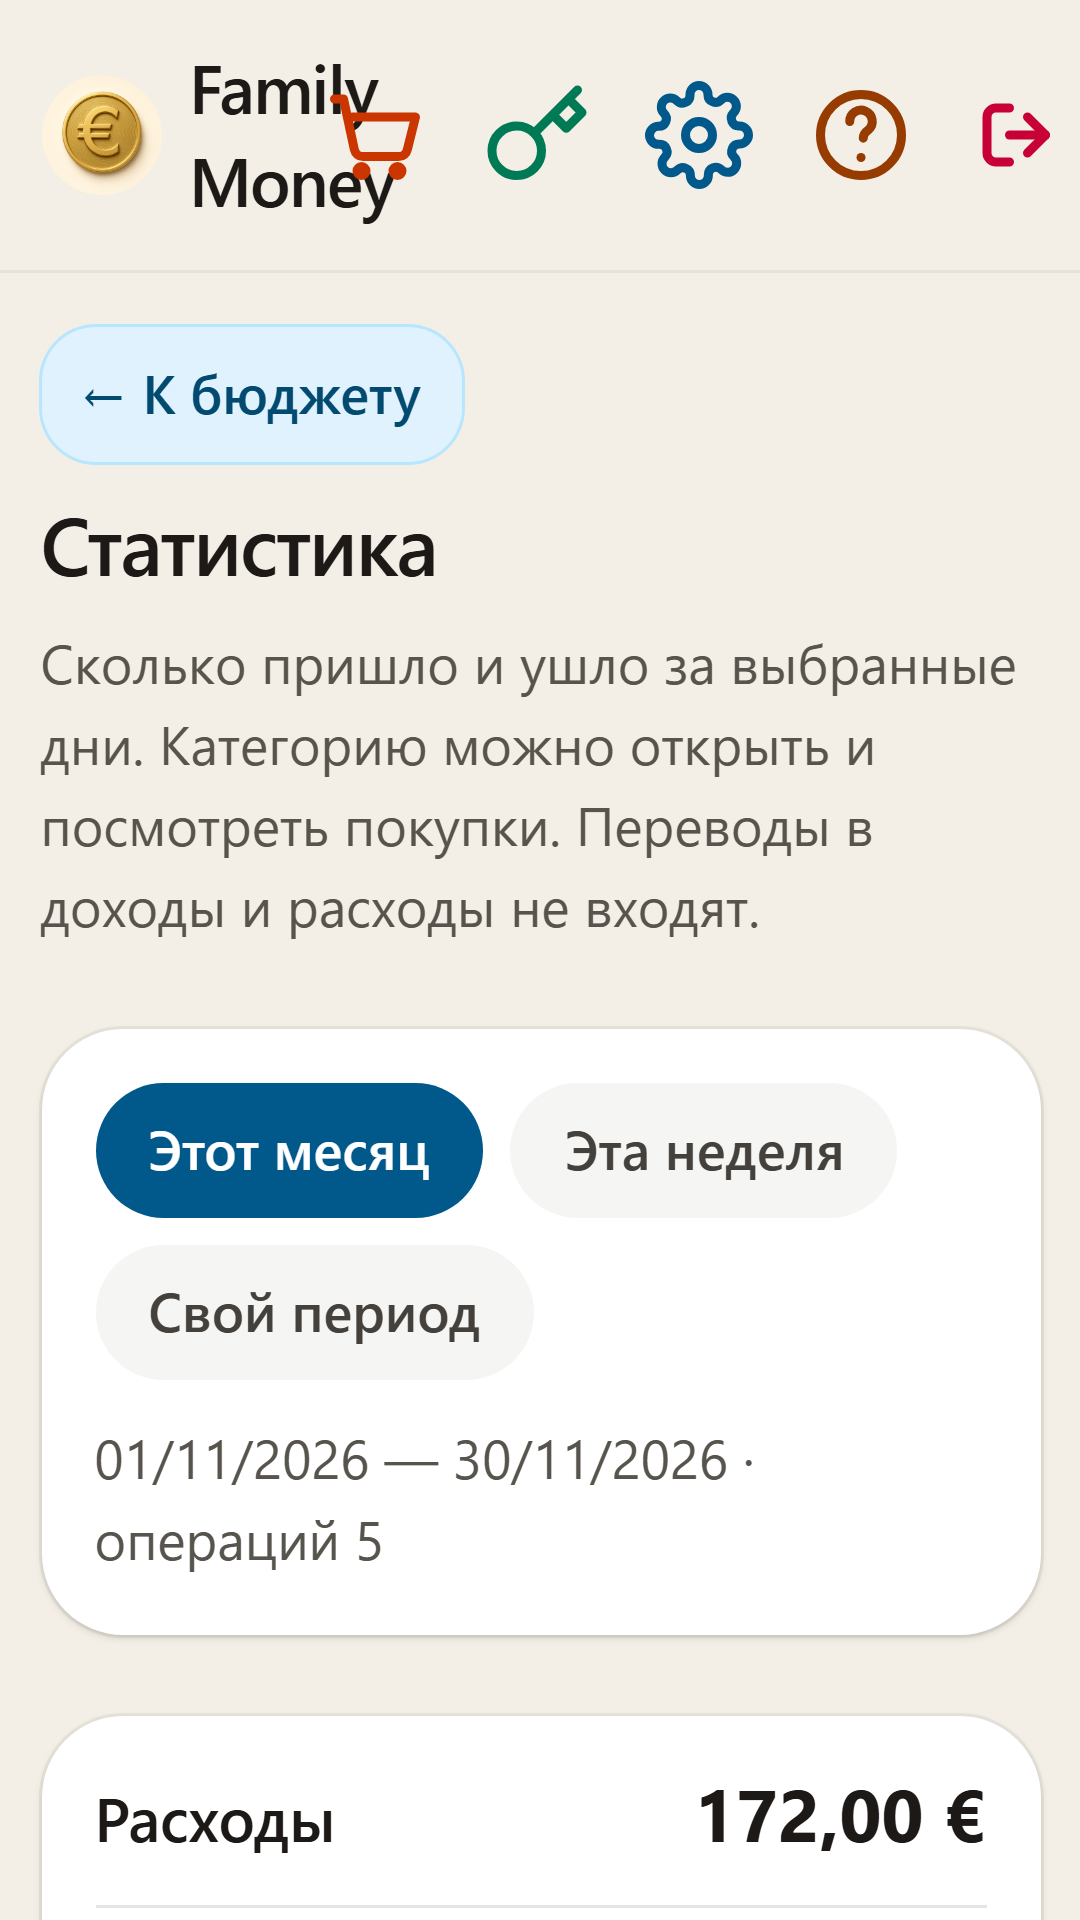 Family
Money
← К бюджету
Статистика
Сколько пришло и ушло за выбранные
дни. Категорию можно открыть и
посмотреть покупки. Переводы в
доходы и расходы не входят.
Этот месяц
Эта неделя
Свой период
01/11/2026 — 30/11/2026 ·
операций 5
Расходы
172,00 €